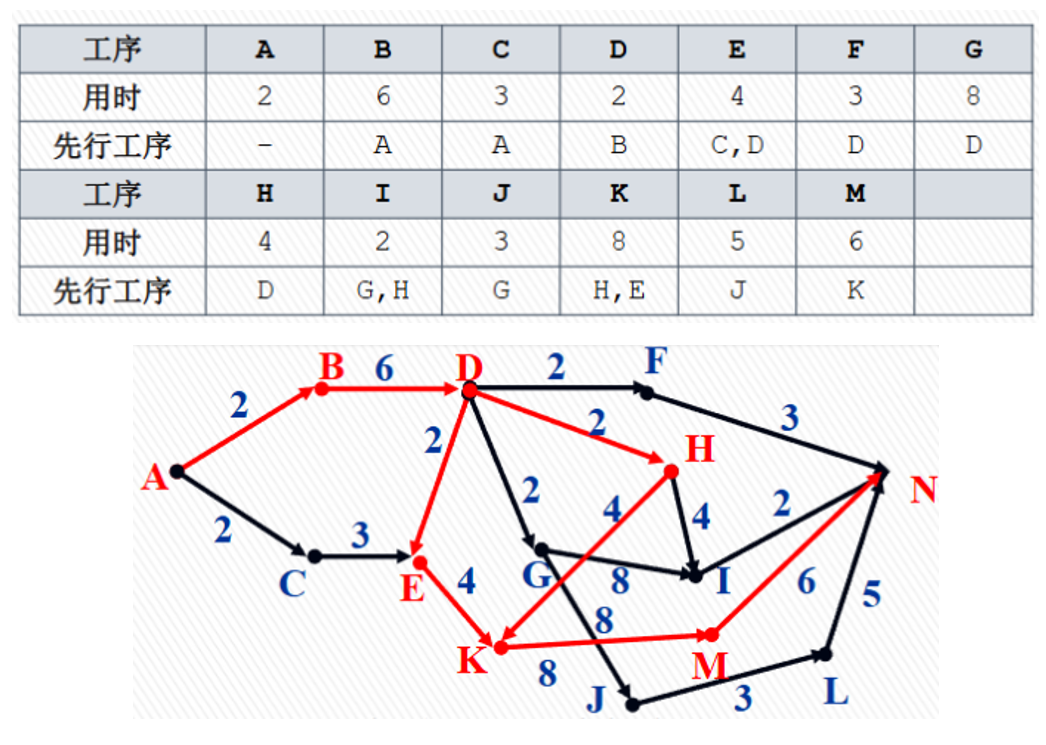 工序 A B C D E F G
用时 2 6 3 2 4 3 8
先行工序 - A A B C,D D D
工序 H I J K L M
用时 4 2 3 8 5 6
先行工序 D G,H G H,E J K
B 6 D 2 F
2 2 2 3
A H N
2 3 2 4 4 2
C E 4 G 8 I 6 5
K 8 8 M L
J 3